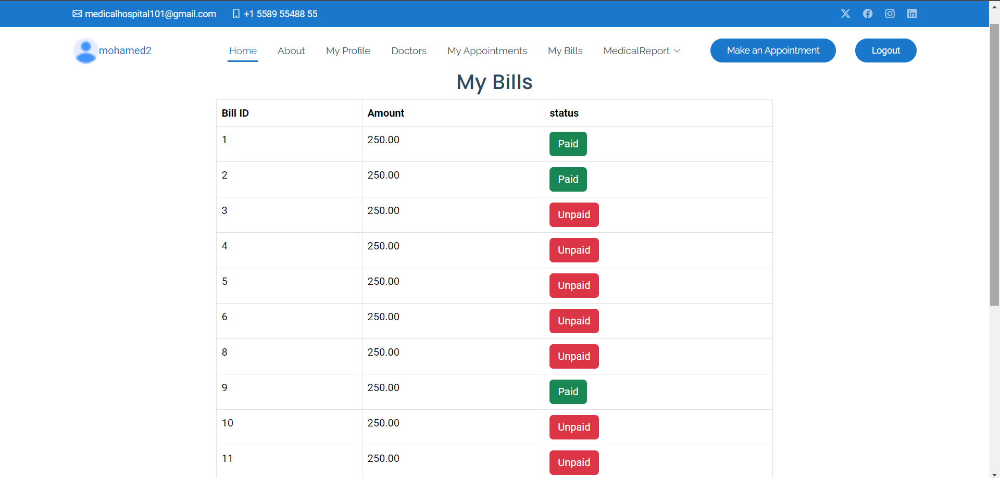 medicalhospital101@gmail.com +1 5589 55488 55
mohamed2 Home About My Profile Doctors My Appointments My Bills MedicalReport Make an Appointment Logout
My Bills
Bill ID Amount status
1 250.00 Paid
2 250.00 Paid
3 250.00 Unpaid
4 250.00 Unpaid
5 250.00 Unpaid
6 250.00 Unpaid
8 250.00 Unpaid
9 250.00 Paid
10 250.00 Unpaid
11 250.00 Unpaid